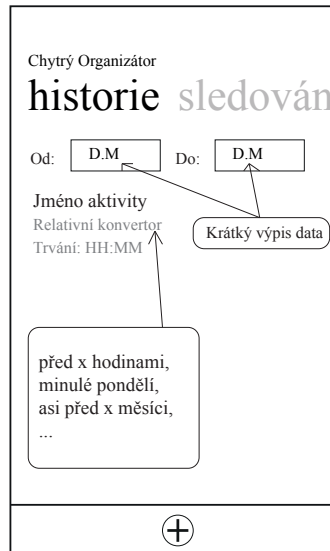 Chytrý Organizátor
historie sledován
Od: D.M Do: D.M
Jméno aktivity
Relativní konvertor
Trvání: HH:MM
Krátký výpis data
před x hodinami,
minulé pondělí,
asi před x měsíci,
...